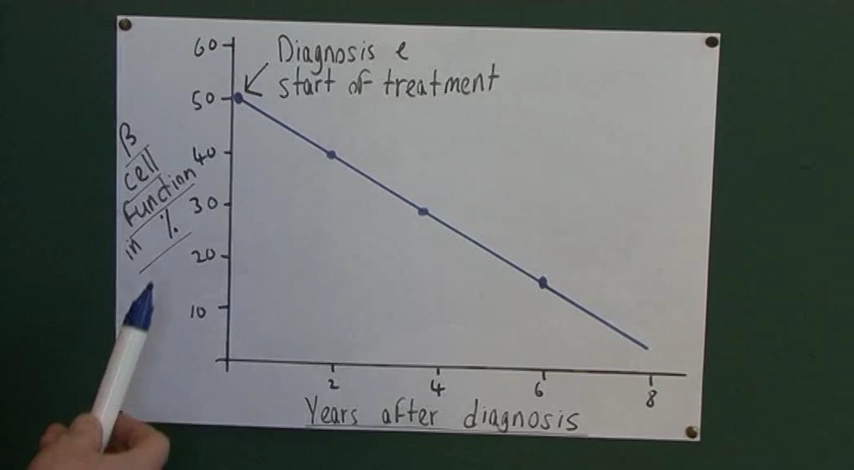 60
Diagnosis e
start of treatment
50
β
cell
Function
in %
40
30
20
10
2
4
6
8
Years after diagnosis